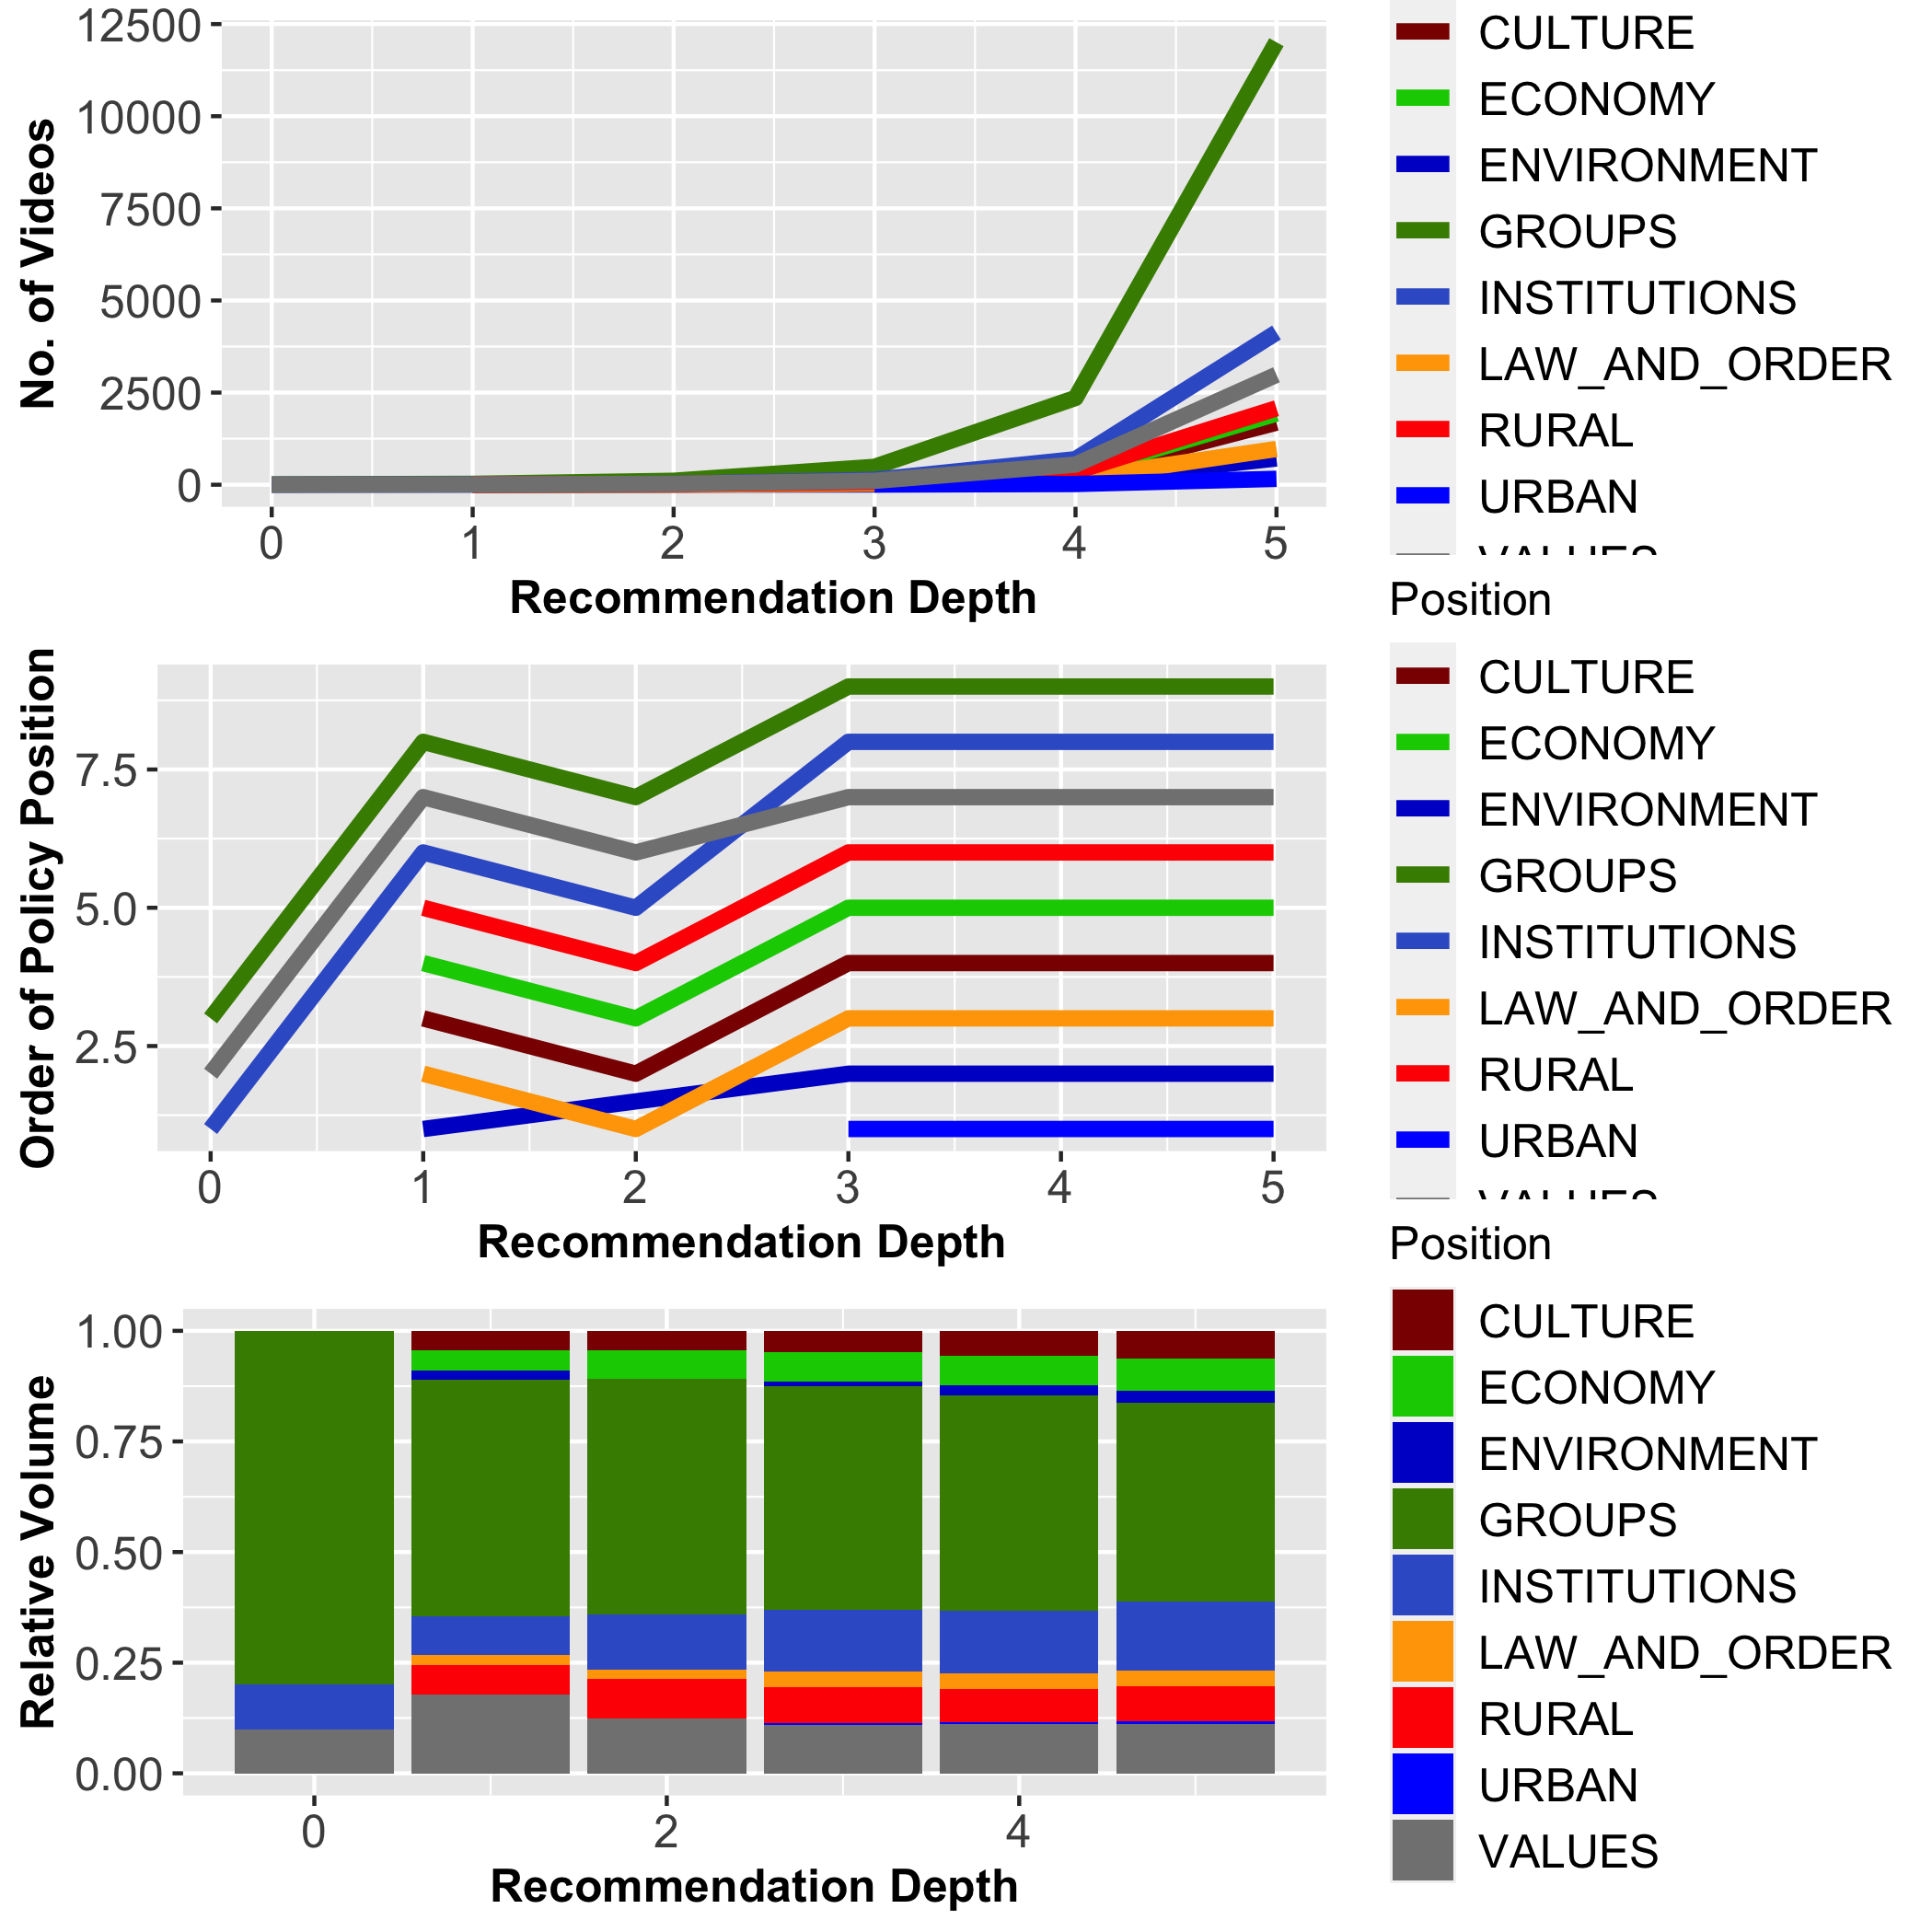 No. of Videos
12500
10000
7500
5000
2500
0
0 1 2 3 4 5
Recommendation Depth
CULTURE
ECONOMY
ENVIRONMENT
GROUPS
INSTITUTIONS
LAW_AND_ORDER
RURAL
URBAN
VALUES
Position
Order of Policy Position
7.5
5.0
2.5
0 1 2 3 4 5
Recommendation Depth
CULTURE
ECONOMY
ENVIRONMENT
GROUPS
INSTITUTIONS
LAW_AND_ORDER
RURAL
URBAN
VALUES
Position
Relative Volume
1.00
0.75
0.50
0.25
0.00
0 2 4
Recommendation Depth
CULTURE
ECONOMY
ENVIRONMENT
GROUPS
INSTITUTIONS
LAW_AND_ORDER
RURAL
URBAN
VALUES